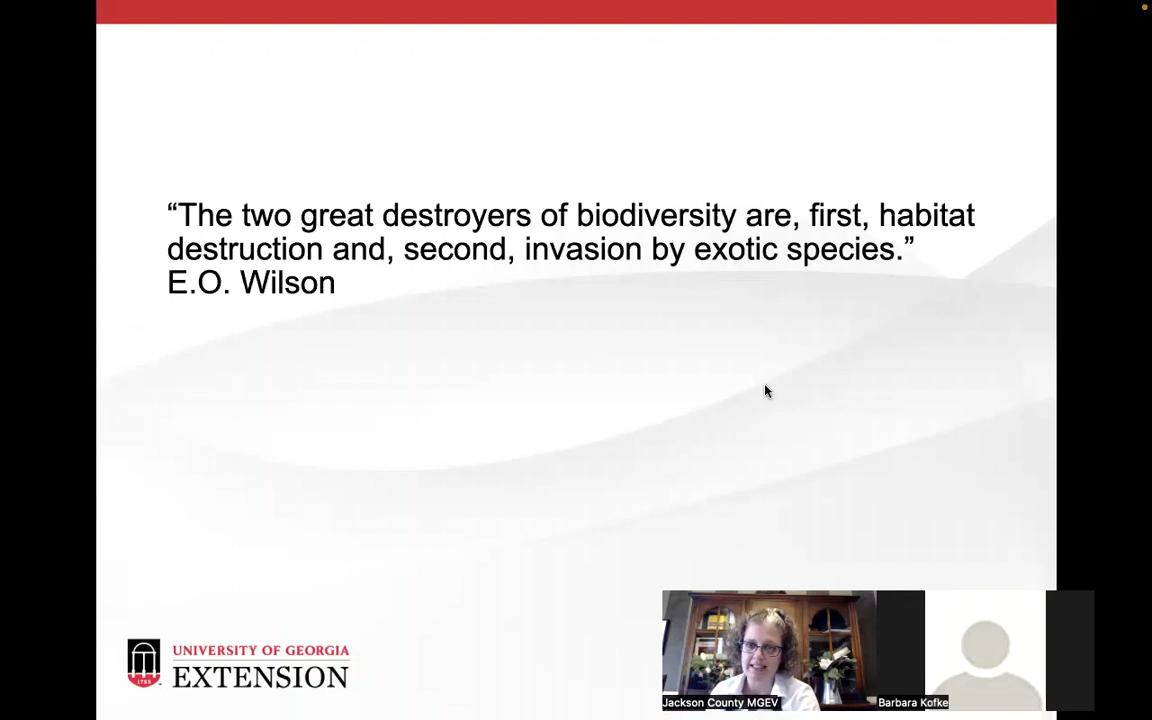 “The two great destroyers of biodiversity are, first, habitat
destruction and, second, invasion by exotic species.”
E.O. Wilson
1785
UNIVERSITY OF GEORGIA
EXTENSION
Jackson County MGEV
Barbara Kofke